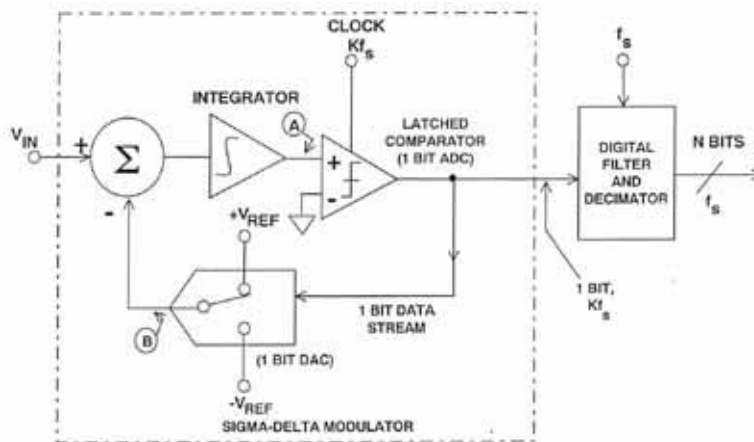 CLOCK
Kfs
fs
INTEGRATOR
A
VIN
+
Σ
-
+
-
LATCHED
COMPARATOR
(1 BIT ADC)
DIGITAL
FILTER
AND
DECIMATOR
N BITS
fs
+VREF
B
1 BIT DATA
STREAM
1 BIT,
Kfs
(1 BIT DAC)
-VREF
SIGMA-DELTA MODULATOR